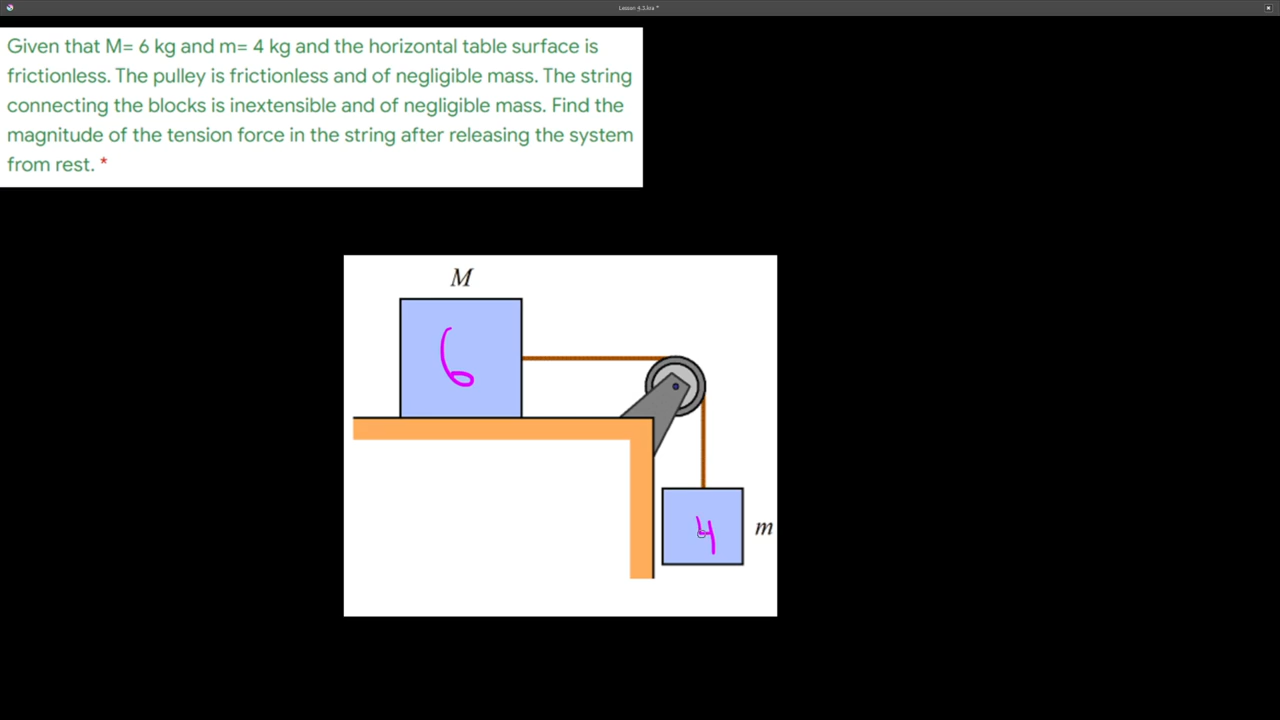 Lesson 4.3.kra *
Given that M= 6 kg and m= 4 kg and the horizontal table surface is
frictionless. The pulley is frictionless and of negligible mass. The string
connecting the blocks is inextensible and of negligible mass. Find the
magnitude of the tension force in the string after releasing the system
from rest. *
M
6
4
m